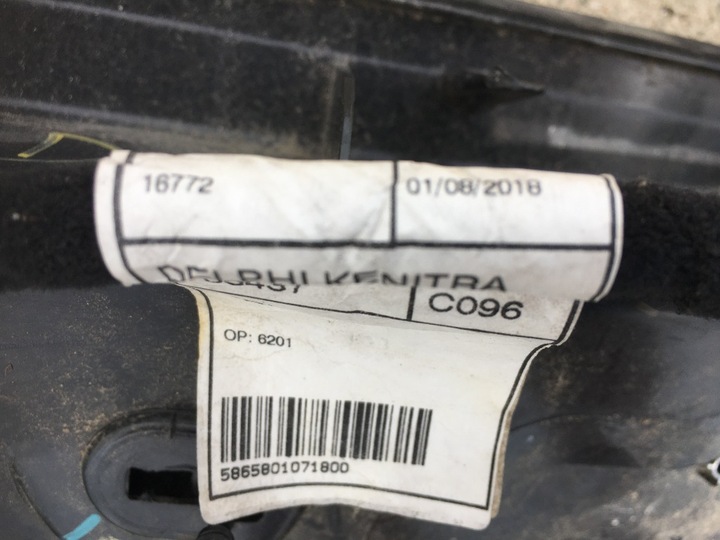 16772 01/08/2018
DELPHI KENITRA
C096
OP: 6201
5865801071800